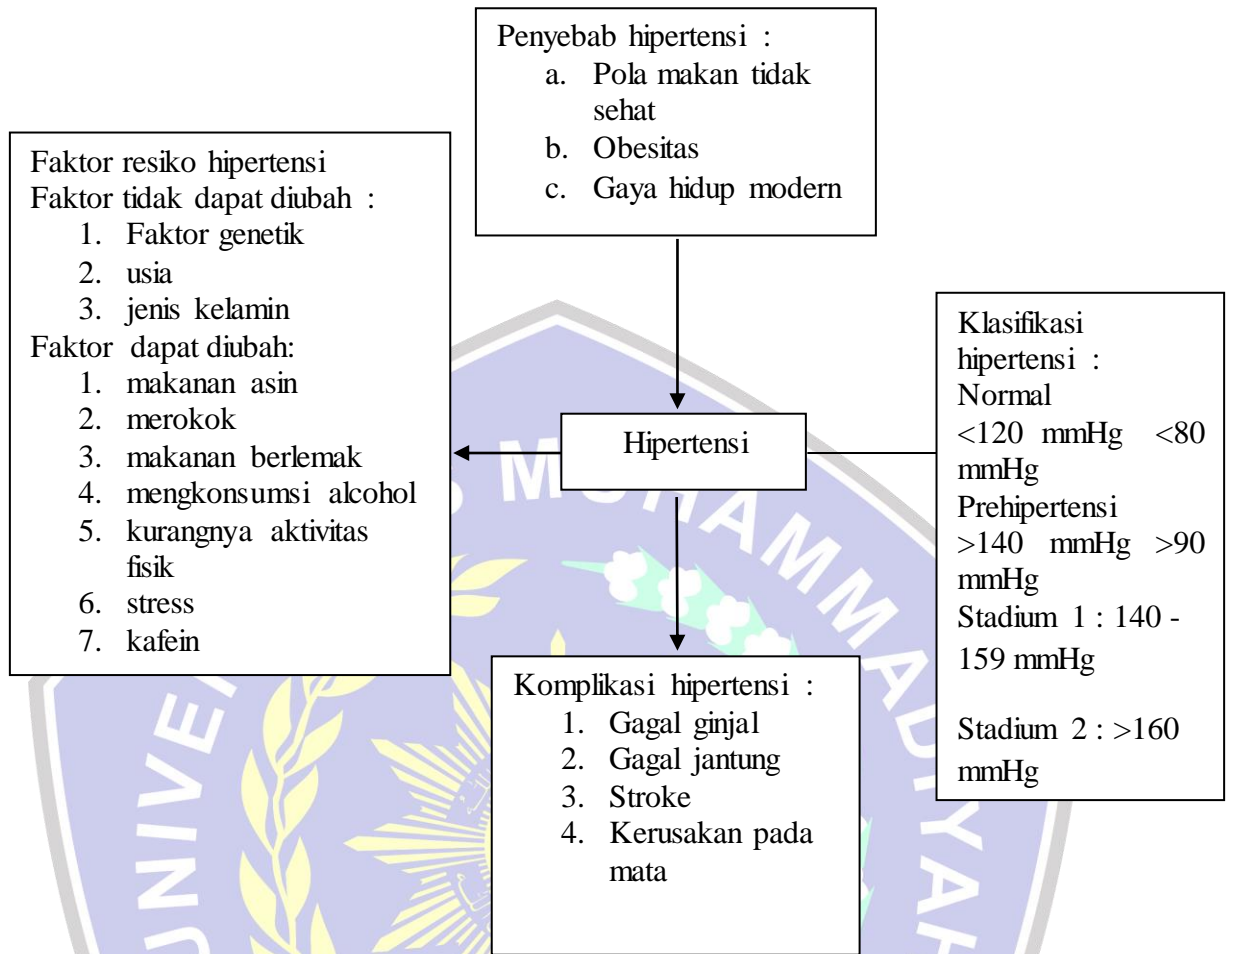 Penyebab hipertensi :
a. Pola makan tidak
sehat
b. Obesitas
c. Gaya hidup modern
Faktor resiko hipertensi
Faktor tidak dapat diubah :
1. Faktor genetik
2. usia
3. jenis kelamin
Faktor dapat diubah:
1. makanan asin
2. merokok
3. makanan berlemak
4. mengkonsumsi alcohol
5. kurangnya aktivitas
fisik
6. stress
7. kafein
Hipertensi
Klasifikasi
hipertensi :
Normal
<120 mmHg <80
mmHg
Prehipertensi
>140 mmHg >90
mmHg
Stadium 1 : 140 -
159 mmHg
Stadium 2 : >160
mmHg
Komplikasi hipertensi :
1. Gagal ginjal
2. Gagal jantung
3. Stroke
4. Kerusakan pada
mata